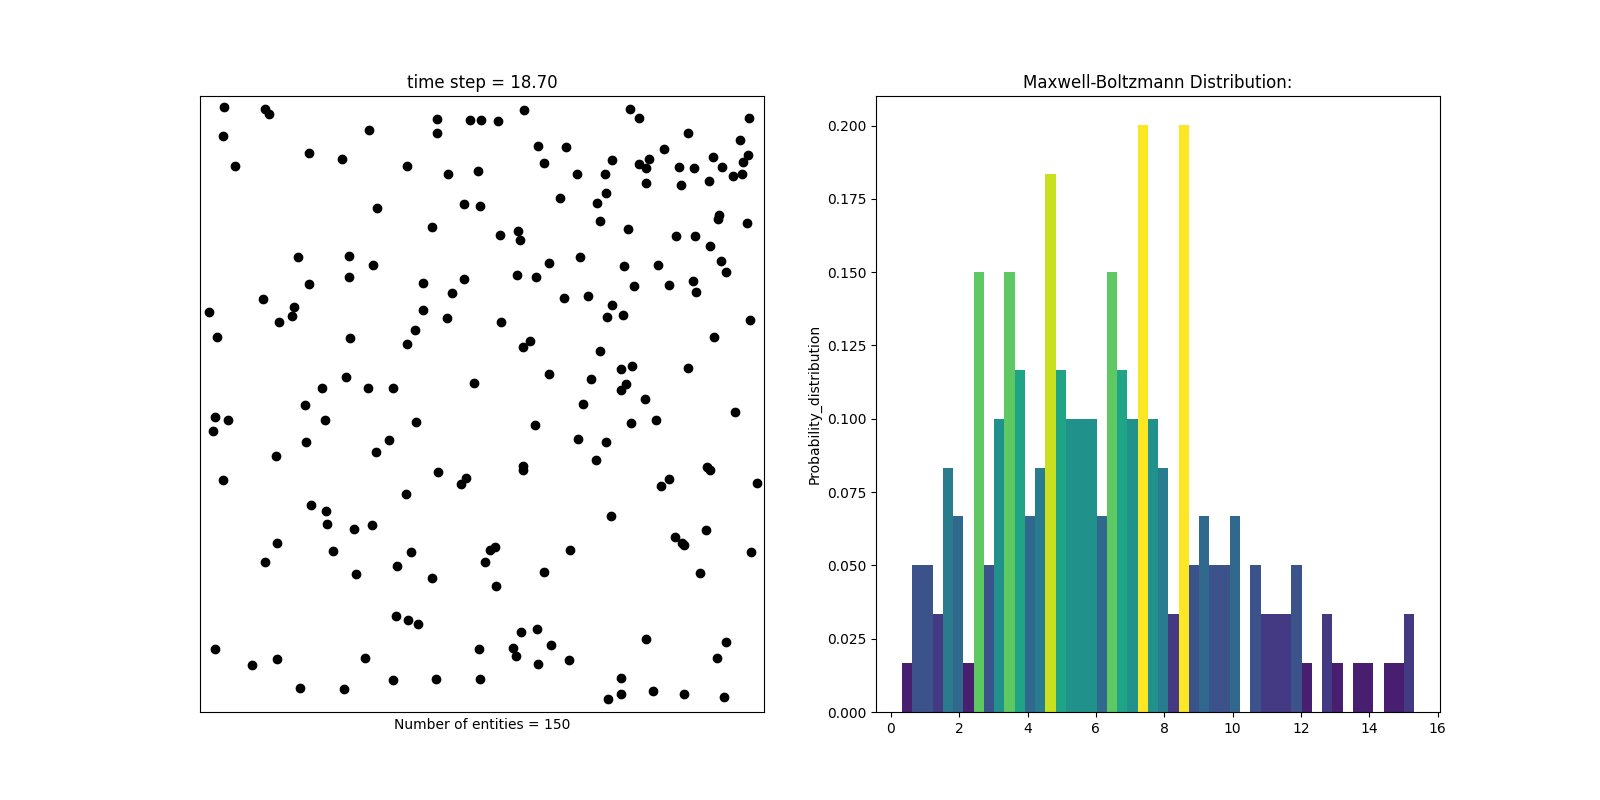 time step = 18.70
Number of entities = 150
Maxwell-Boltzmann Distribution:
Probability_distribution
0.200
0.175
0.150
0.125
0.100
0.075
0.050
0.025
0.000
0 2 4 6 8 10 12 14 16